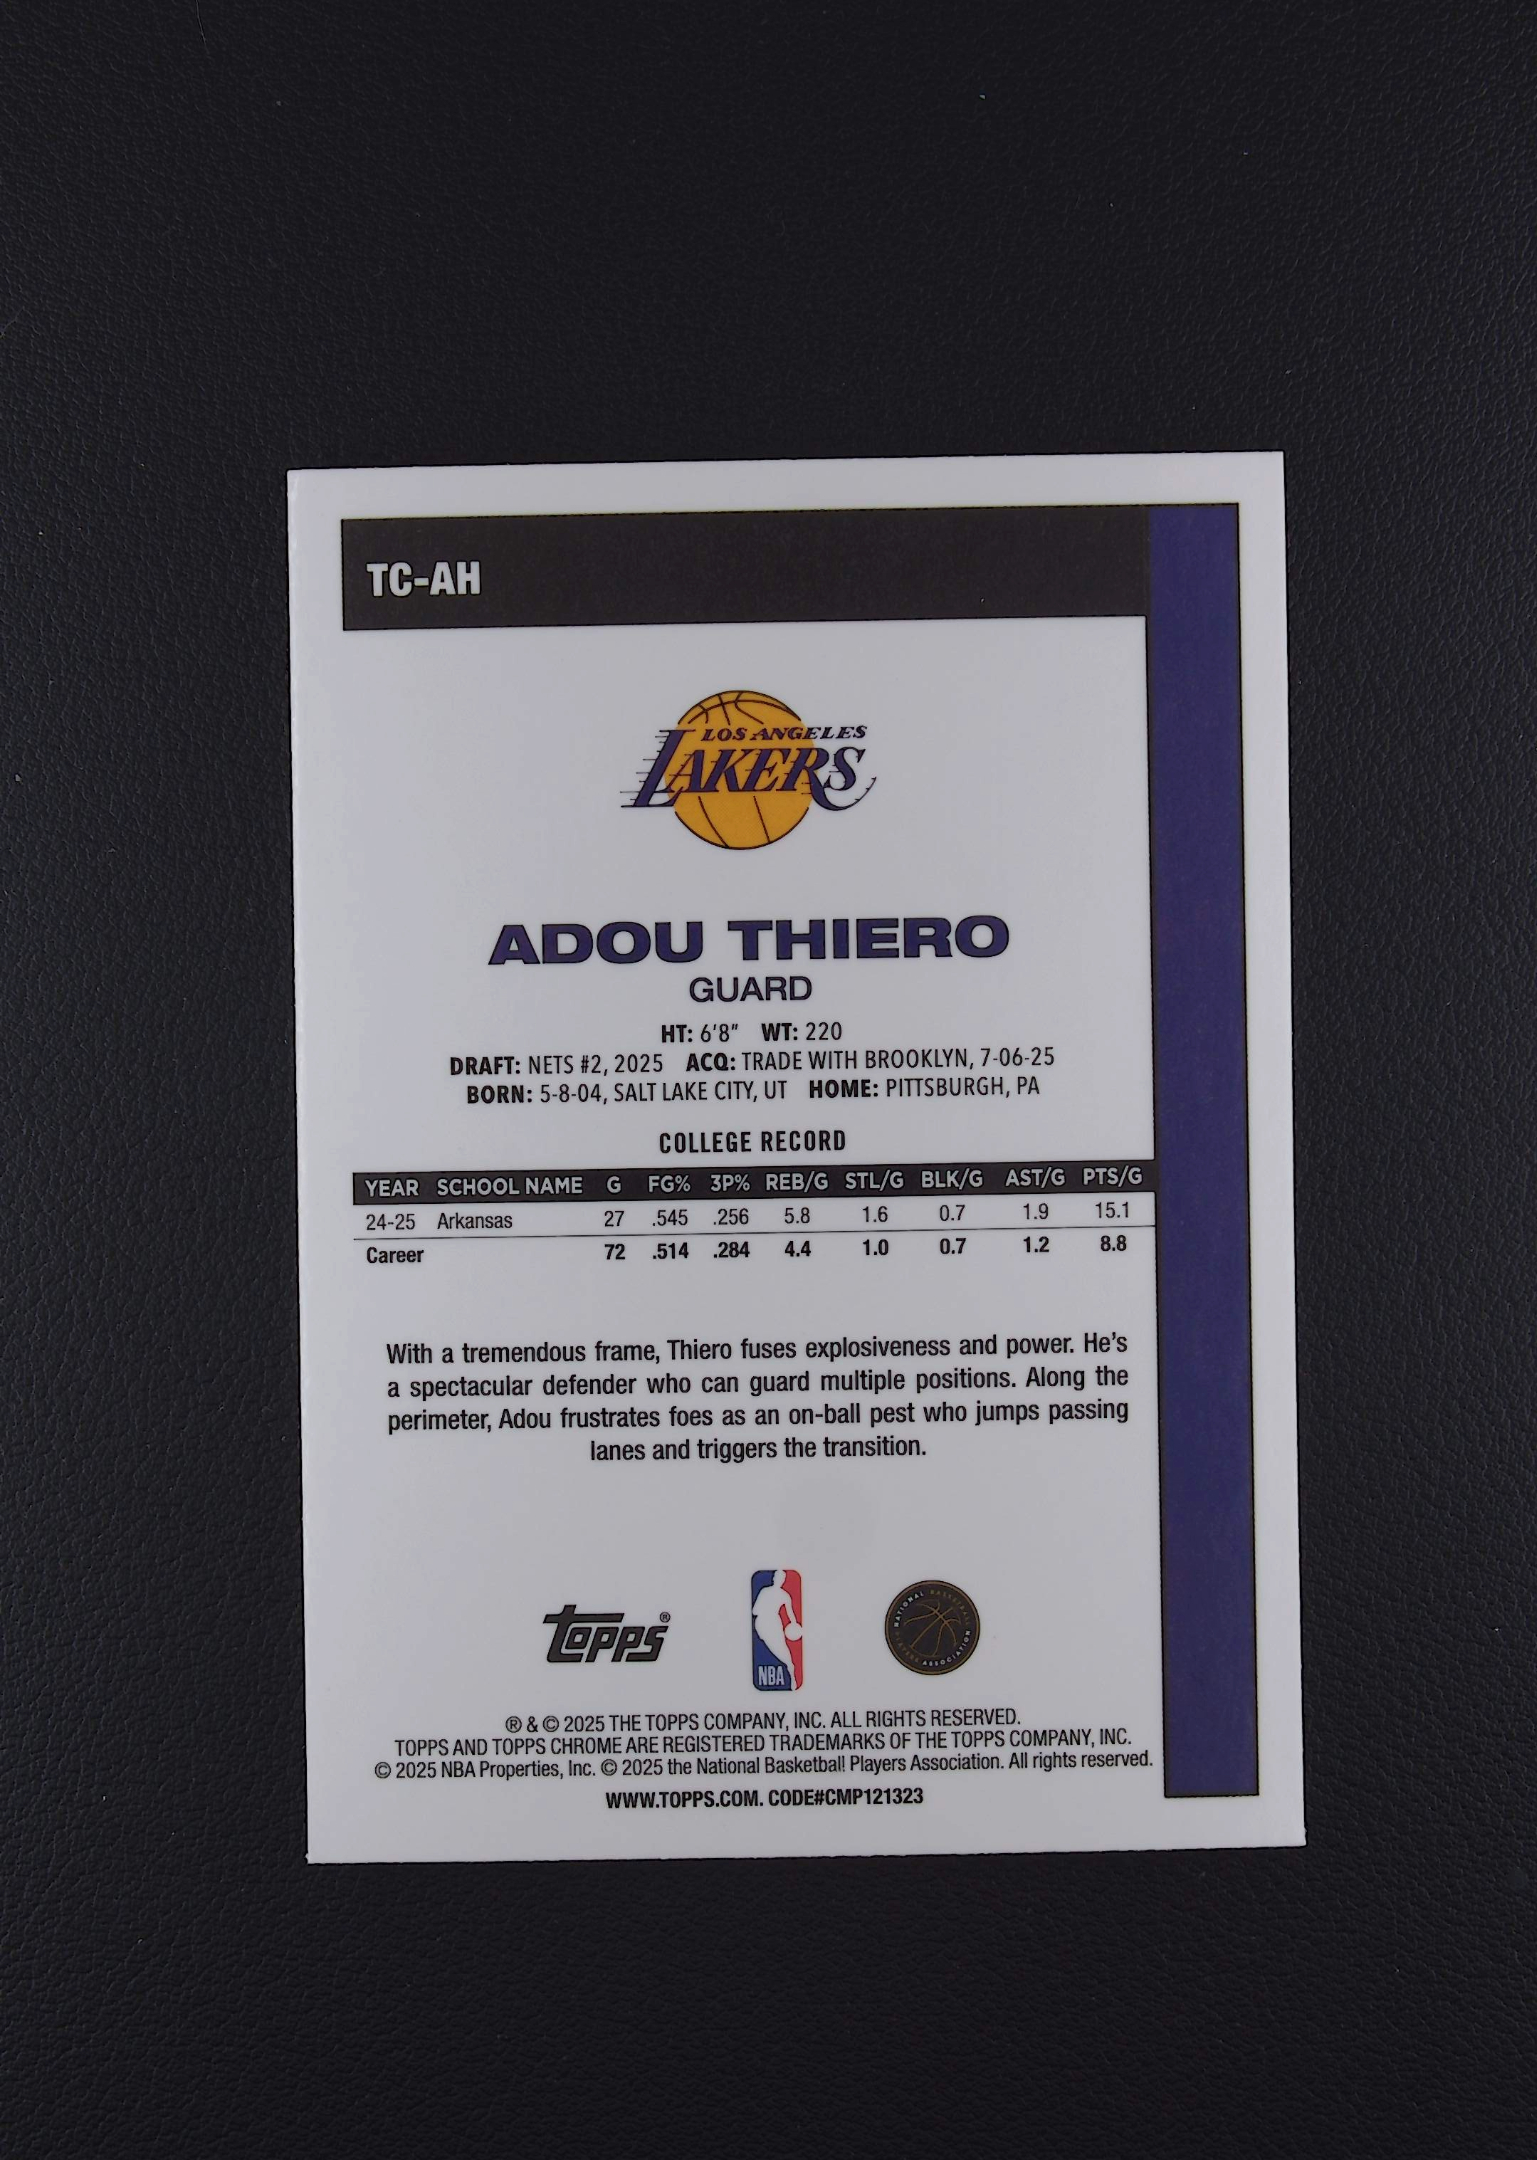 TC-AH
LOS ANGELES
LAKERS
ADOU THIERO
GUARD
HT: 6'8" WT: 220
DRAFT: NETS #2, 2025 ACQ: TRADE WITH BROOKLYN, 7-06-25
BORN: 5-8-04, SALT LAKE CITY, UT HOME: PITTSBURGH, PA
COLLEGE RECORD
YEAR SCHOOL NAME G FG% 3P% REB/G STL/G BLK/G AST/G PTS/G
24-25 Arkansas 27 .545 .256 5.8 1.6 0.7 1.9 15.1
Career 72 .514 .284 4.4 1.0 0.7 1.2 8.8
With a tremendous frame, Thiero fuses explosiveness and power. He's
a spectacular defender who can guard multiple positions. Along the
perimeter, Adou frustrates foes as an on-ball pest who jumps passing
lanes and triggers the transition.
Topps®
NBA
NATIONAL BASKETBALL PLAYERS ASSOCIATION
® & © 2025 THE TOPPS COMPANY, INC. ALL RIGHTS RESERVED.
TOPPS AND TOPPS CHROME ARE REGISTERED TRADEMARKS OF THE TOPPS COMPANY, INC.
© 2025 NBA Properties, Inc. © 2025 the National Basketball Players Association. All rights reserved.
WWW.TOPPS.COM. CODE#CMP121323